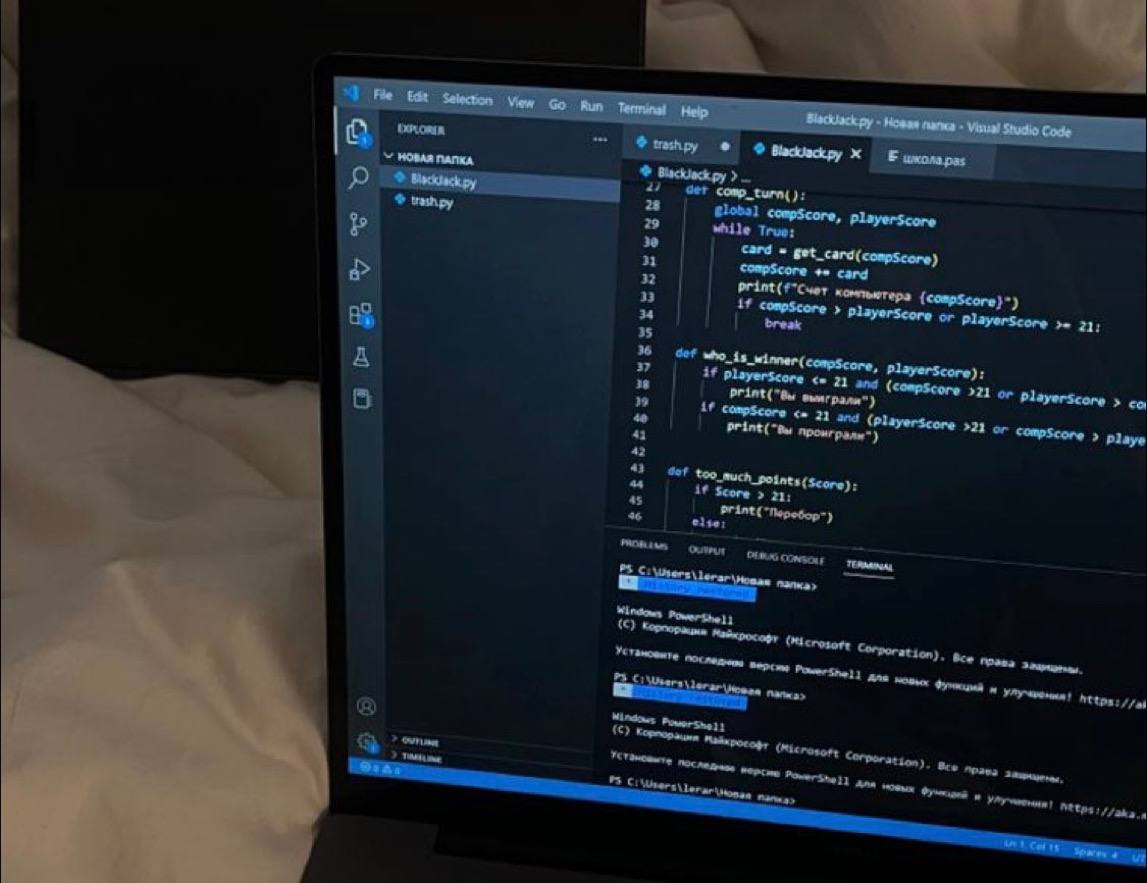 File Edit Selection View Go Run Terminal Help
BlackJack.py - Новая папка - Visual Studio Code
EXPLORER
НОВАЯ ПАПКА
BlackJack.py
trash.py
trash.py BlackJack.py школа.pas
BlackJack.py > ...
27 def comp_turn():
28 global compScore, playerScore
29 while True:
30 card = get_card(compScore)
31 compScore += card
32 print(f"Счет компьютера {compScore}")
33 if compScore > playerScore or playerScore >= 21:
34 break
35
36 def who_is_winner(compScore, playerScore):
37 if playerScore <= 21 and (compScore >21 or playerScore > co
38 print("Вы выиграли")
39 if compScore <= 21 and (playerScore >21 or compScore > playe
40 print("Вы проиграли")
41
42
43 def too_much_points(Score):
44 if Score > 21:
45 print("Перебор")
46 else:
PROBLEMS OUTPUT DEBUG CONSOLE TERMINAL
PS C:\Users\lerar\Новая папка>
* History restored
Windows PowerShell
(C) Корпорация Майкрософт (Microsoft Corporation). Все права защищены.
Установите последнюю версию PowerShell для новых функций и улучшения! https://ak
PS C:\Users\lerar\Новая папка>
* History restored
Windows PowerShell
(C) Корпорация Майкрософт (Microsoft Corporation). Все права защищены.
Установите последнюю версию PowerShell для новых функций и улучшения! https://aka.
PS C:\Users\lerar\Новая папка>
OUTLINE
TIMELINE
0 0
Ln 1, Col 15 Spaces: 4 UT